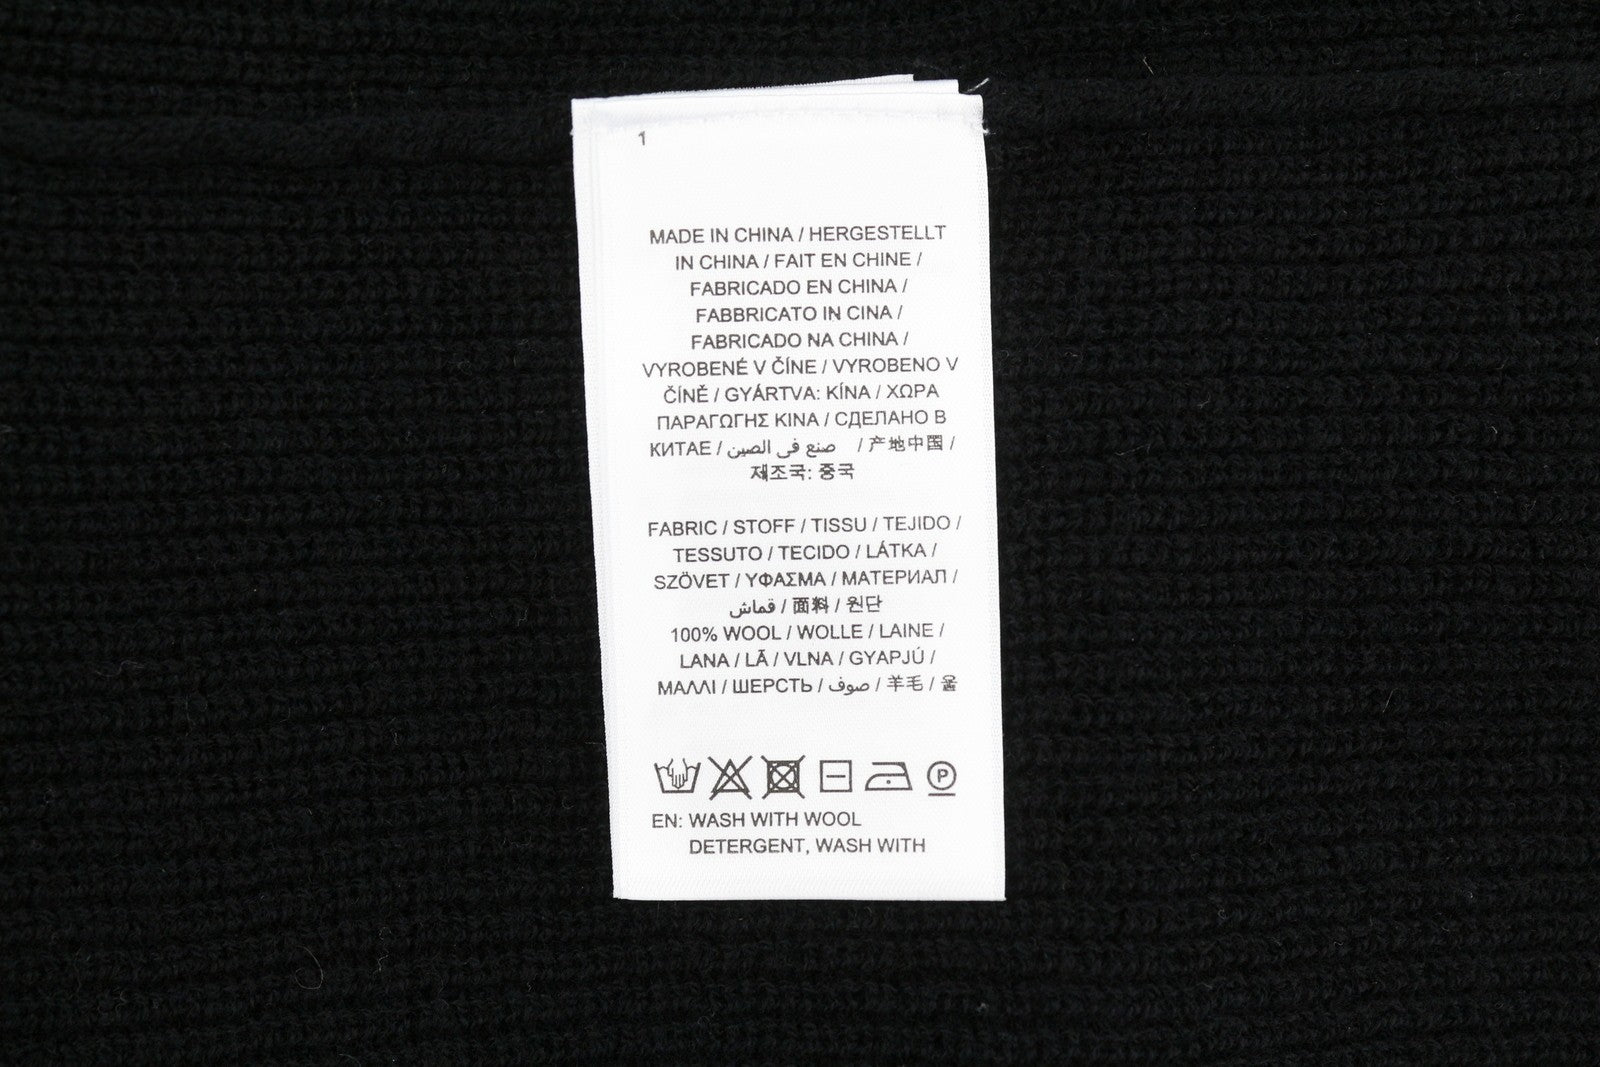 1
MADE IN CHINA / HERGESTELLT
IN CHINA / FAIT EN CHINE /
FABRICADO EN CHINA /
FABBRICATO IN CINA /
FABRICADO NA CHINA /
VYROBENÉ V ČÍNE / VYROBENO V
ČÍNĚ / GYÁRTVA: KÍNA / ΧΩΡΑ
ΠΑΡΑΓΩΓΗΣ ΚΙΝΑ / СДЕЛАНО В
КИТАЕ / صنع في الصين / 产地中国 /
제조국: 중국
FABRIC / STOFF / TISSU / TEJIDO /
TESSUTO / TECIDO / LÁTKA /
SZÖVET / ΥΦΑΣΜΑ / МАТЕРИАЛ /
قماش / 面料 / 원단
100% WOOL / WOLLE / LAINE /
LANA / LÃ / VLNA / GYAPJÚ /
ΜΑΛΛΙ / ШЕРСТЬ / صوف / 羊毛 / 울
P
EN: WASH WITH WOOL
DETERGENT, WASH WITH